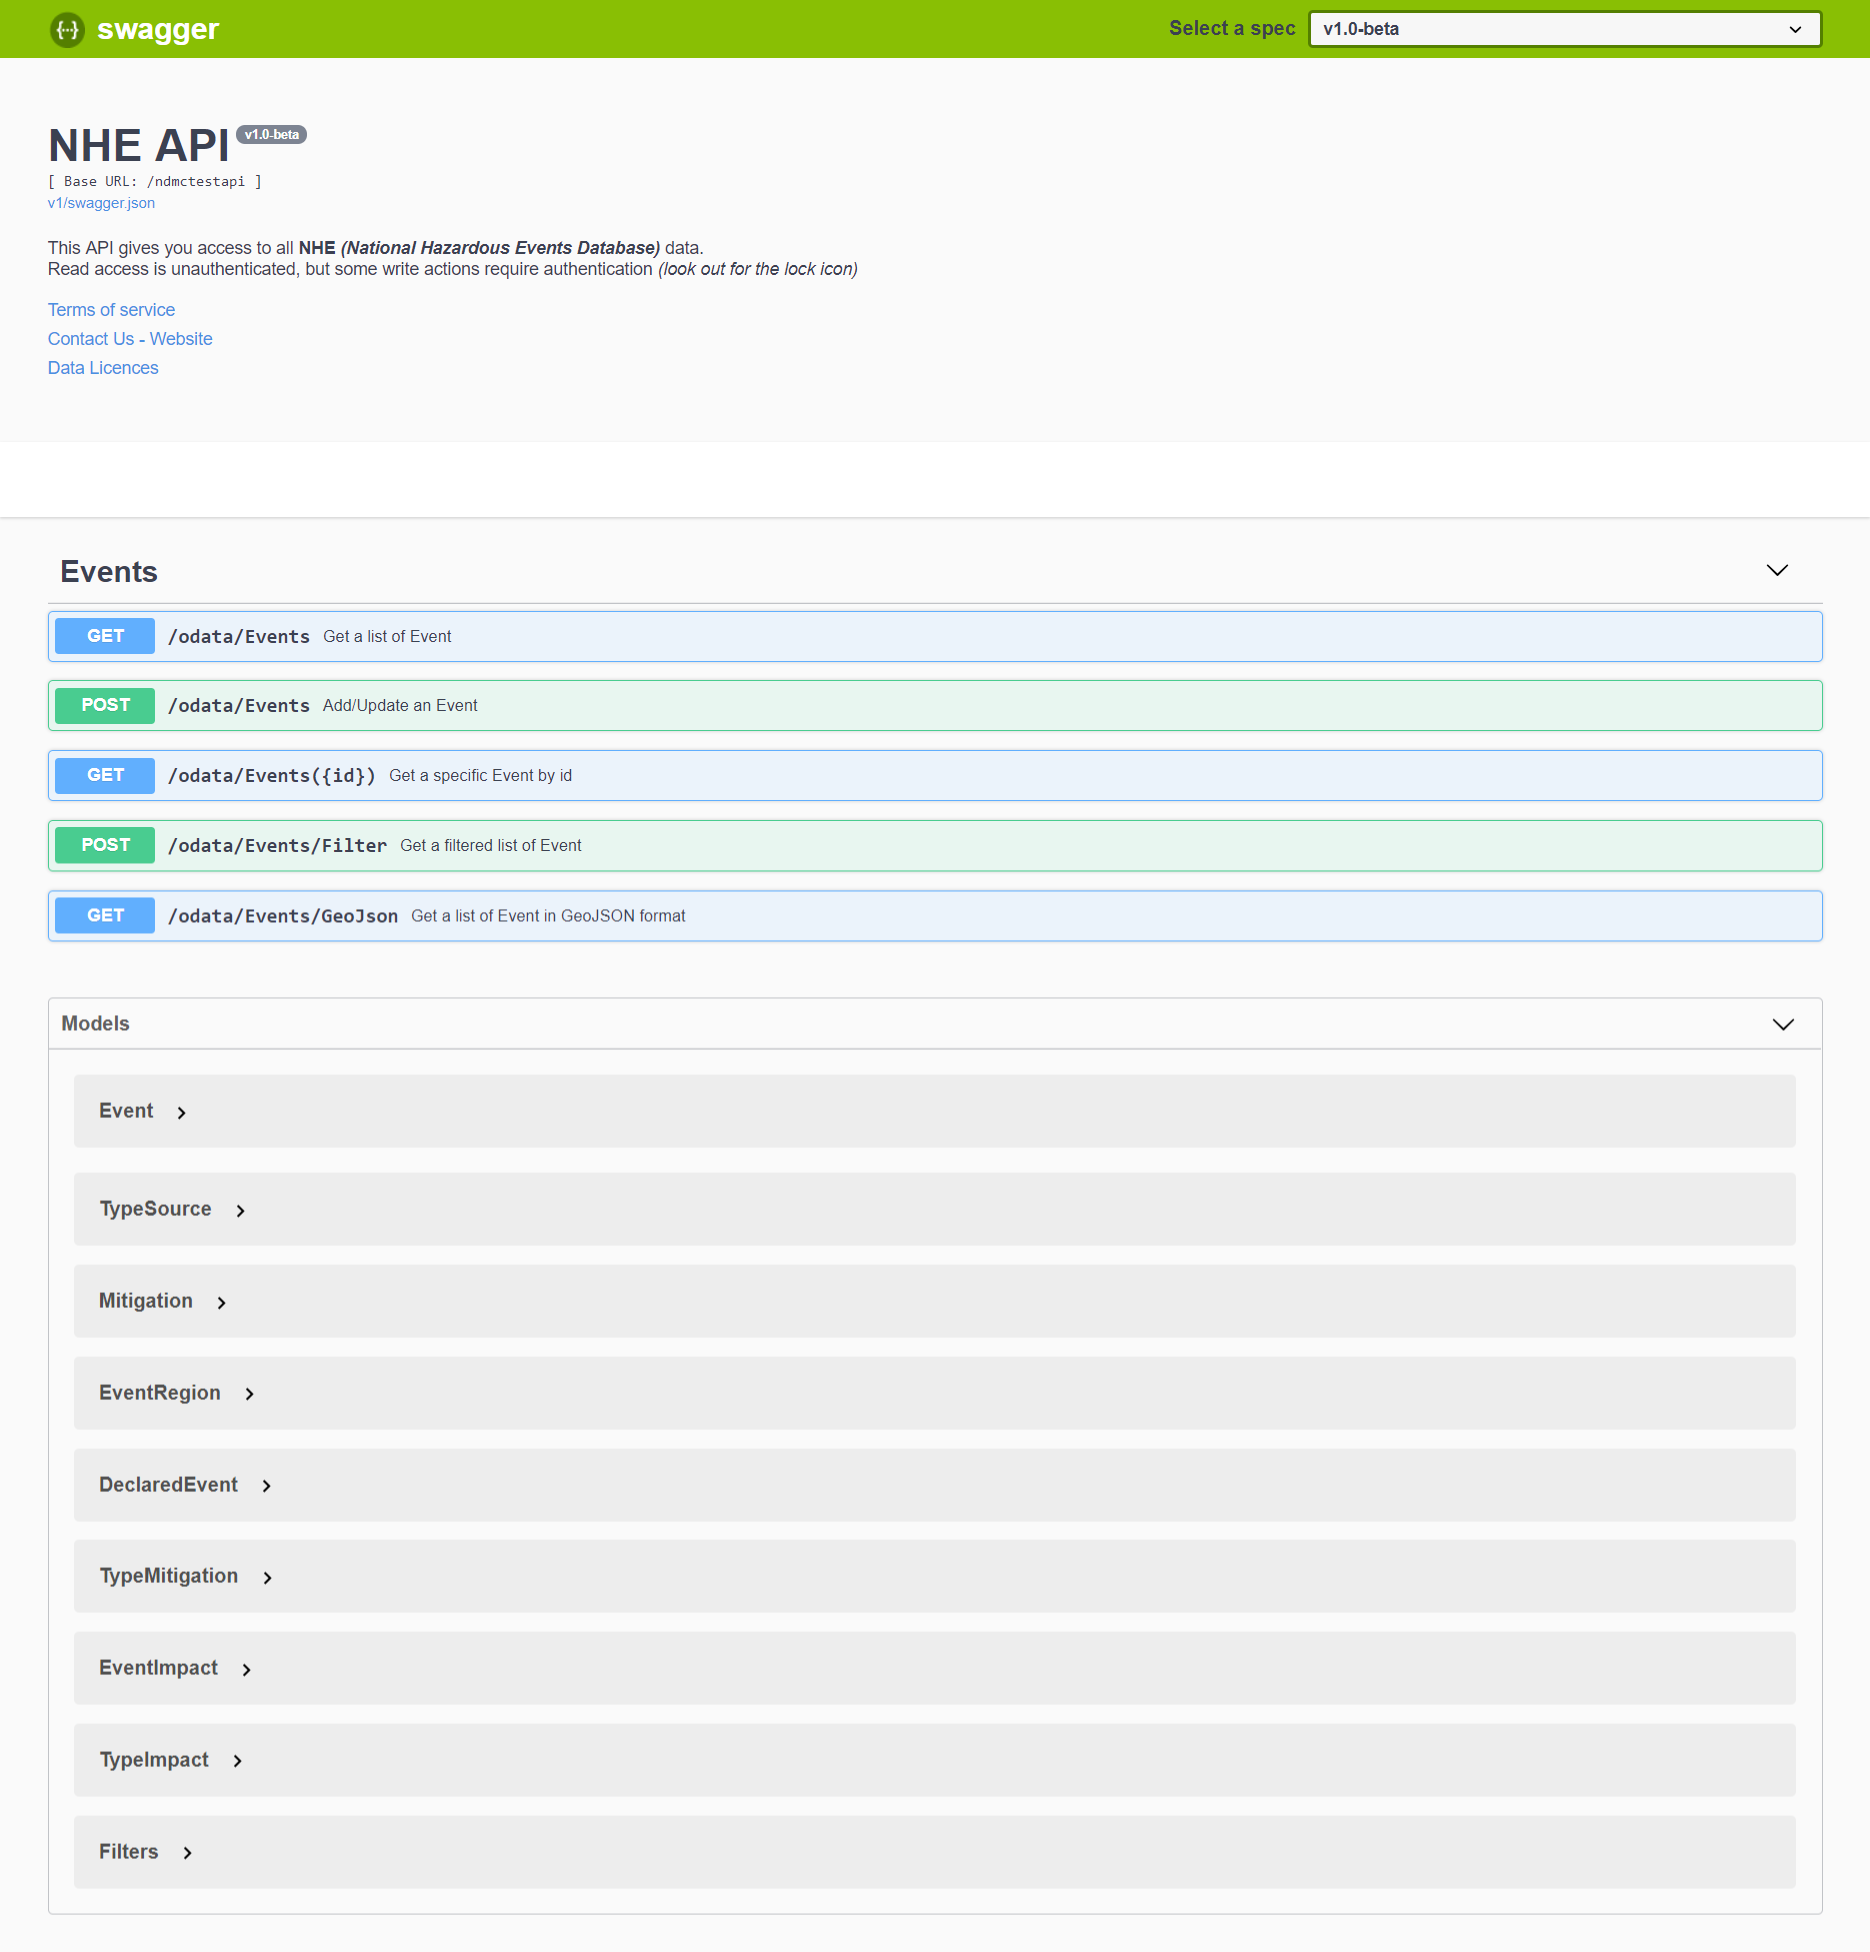 swagger
Select a spec
v1.0-beta
NHE API v1.0-beta
[ Base URL: /ndmctestapi ]
v1/swagger.json
This API gives you access to all NHE (National Hazardous Events Database) data.
Read access is unauthenticated, but some write actions require authentication (look out for the lock icon)
Terms of service
Contact Us - Website
Data Licences
Events
GET /odata/Events Get a list of Event
POST /odata/Events Add/Update an Event
GET /odata/Events({id}) Get a specific Event by id
POST /odata/Events/Filter Get a filtered list of Event
GET /odata/Events/GeoJson Get a list of Event in GeoJSON format
Models
Event
TypeSource
Mitigation
EventRegion
DeclaredEvent
TypeMitigation
EventImpact
TypeImpact
Filters